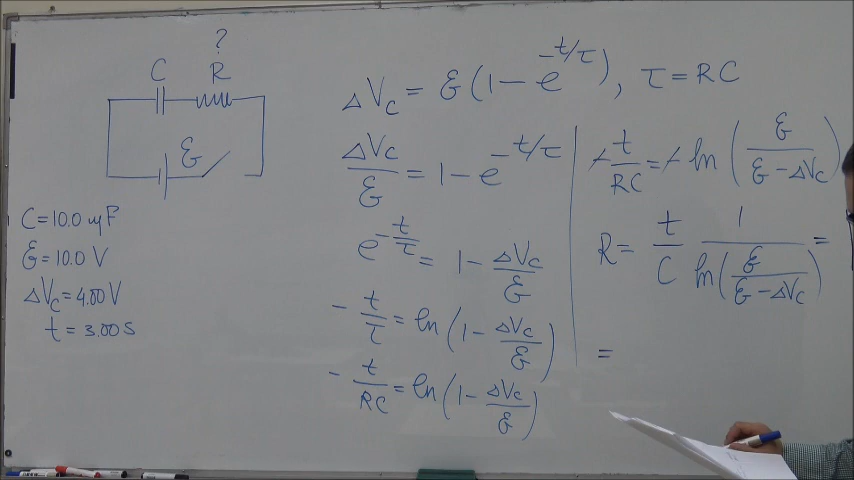 ?
C R
ℰ
C = 10.0 μF
ℰ = 10.0 V
ΔVc = 4.00 V
t = 3.00 s
ΔVc = ℰ(1 - e^(-t/τ)), τ = RC
ΔVc/ℰ = 1 - e^(-t/τ)
e^(-t/τ) = 1 - ΔVc/ℰ
- t/τ = ln(1 - ΔVc/ℰ)
- t/RC = ln(1 - ΔVc/ℰ)
- t/RC = - ln(ℰ/(ℰ - ΔVc))
R = t/C 1/ln(ℰ/(ℰ - ΔVc)) =
=